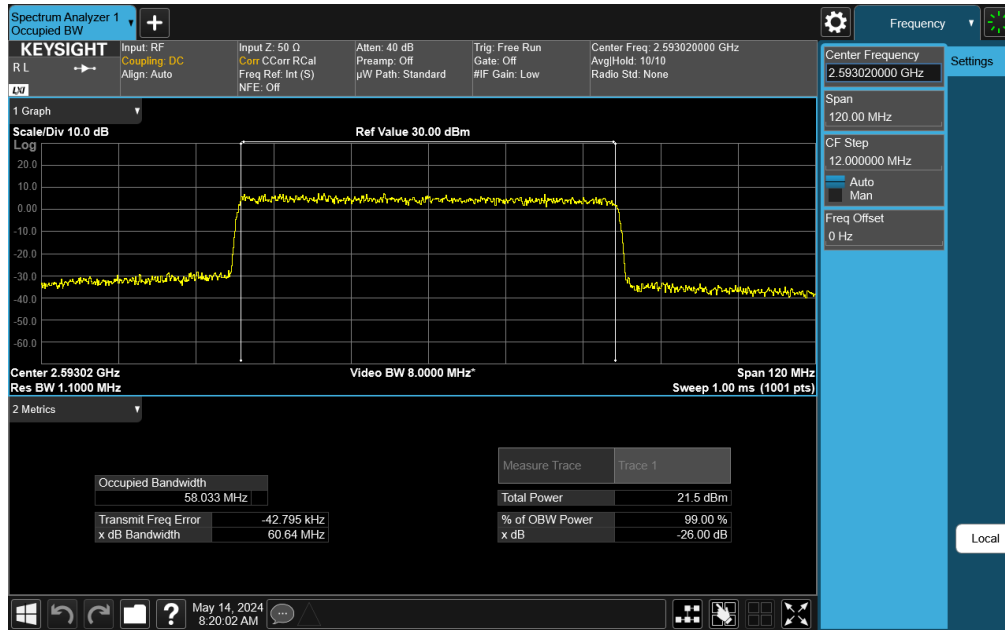 Spectrum Analyzer 1
Occupied BW
+
Frequency
KEYSIGHT
R L
LXI
Input: RF
Coupling: DC
Align: Auto
Input Z: 50 Ω
Corr CCorr RCal
Freq Ref: Int (S)
NFE: Off
Atten: 40 dB
Preamp: Off
µW Path: Standard
Trig: Free Run
Gate: Off
#IF Gain: Low
Center Freq: 2.593020000 GHz
Avg|Hold: 10/10
Radio Std: None
Center Frequency
2.593020000 GHz
Settings
Span
120.00 MHz
CF Step
12.000000 MHz
Auto
Man
Freq Offset
0 Hz
Local
1 Graph
Scale/Div 10.0 dB
Ref Value 30.00 dBm
Log
20.0
10.0
0.00
-10.0
-20.0
-30.0
-40.0
-50.0
-60.0
Center 2.59302 GHz
Video BW 8.0000 MHz*
Span 120 MHz
Res BW 1.1000 MHz
Sweep 1.00 ms (1001 pts)
2 Metrics
Measure Trace
Trace 1
Occupied Bandwidth
58.033 MHz
Total Power
21.5 dBm
Transmit Freq Error
-42.795 kHz
% of OBW Power
99.00 %
x dB Bandwidth
60.64 MHz
x dB
-26.00 dB
?
May 14, 2024
8:20:02 AM